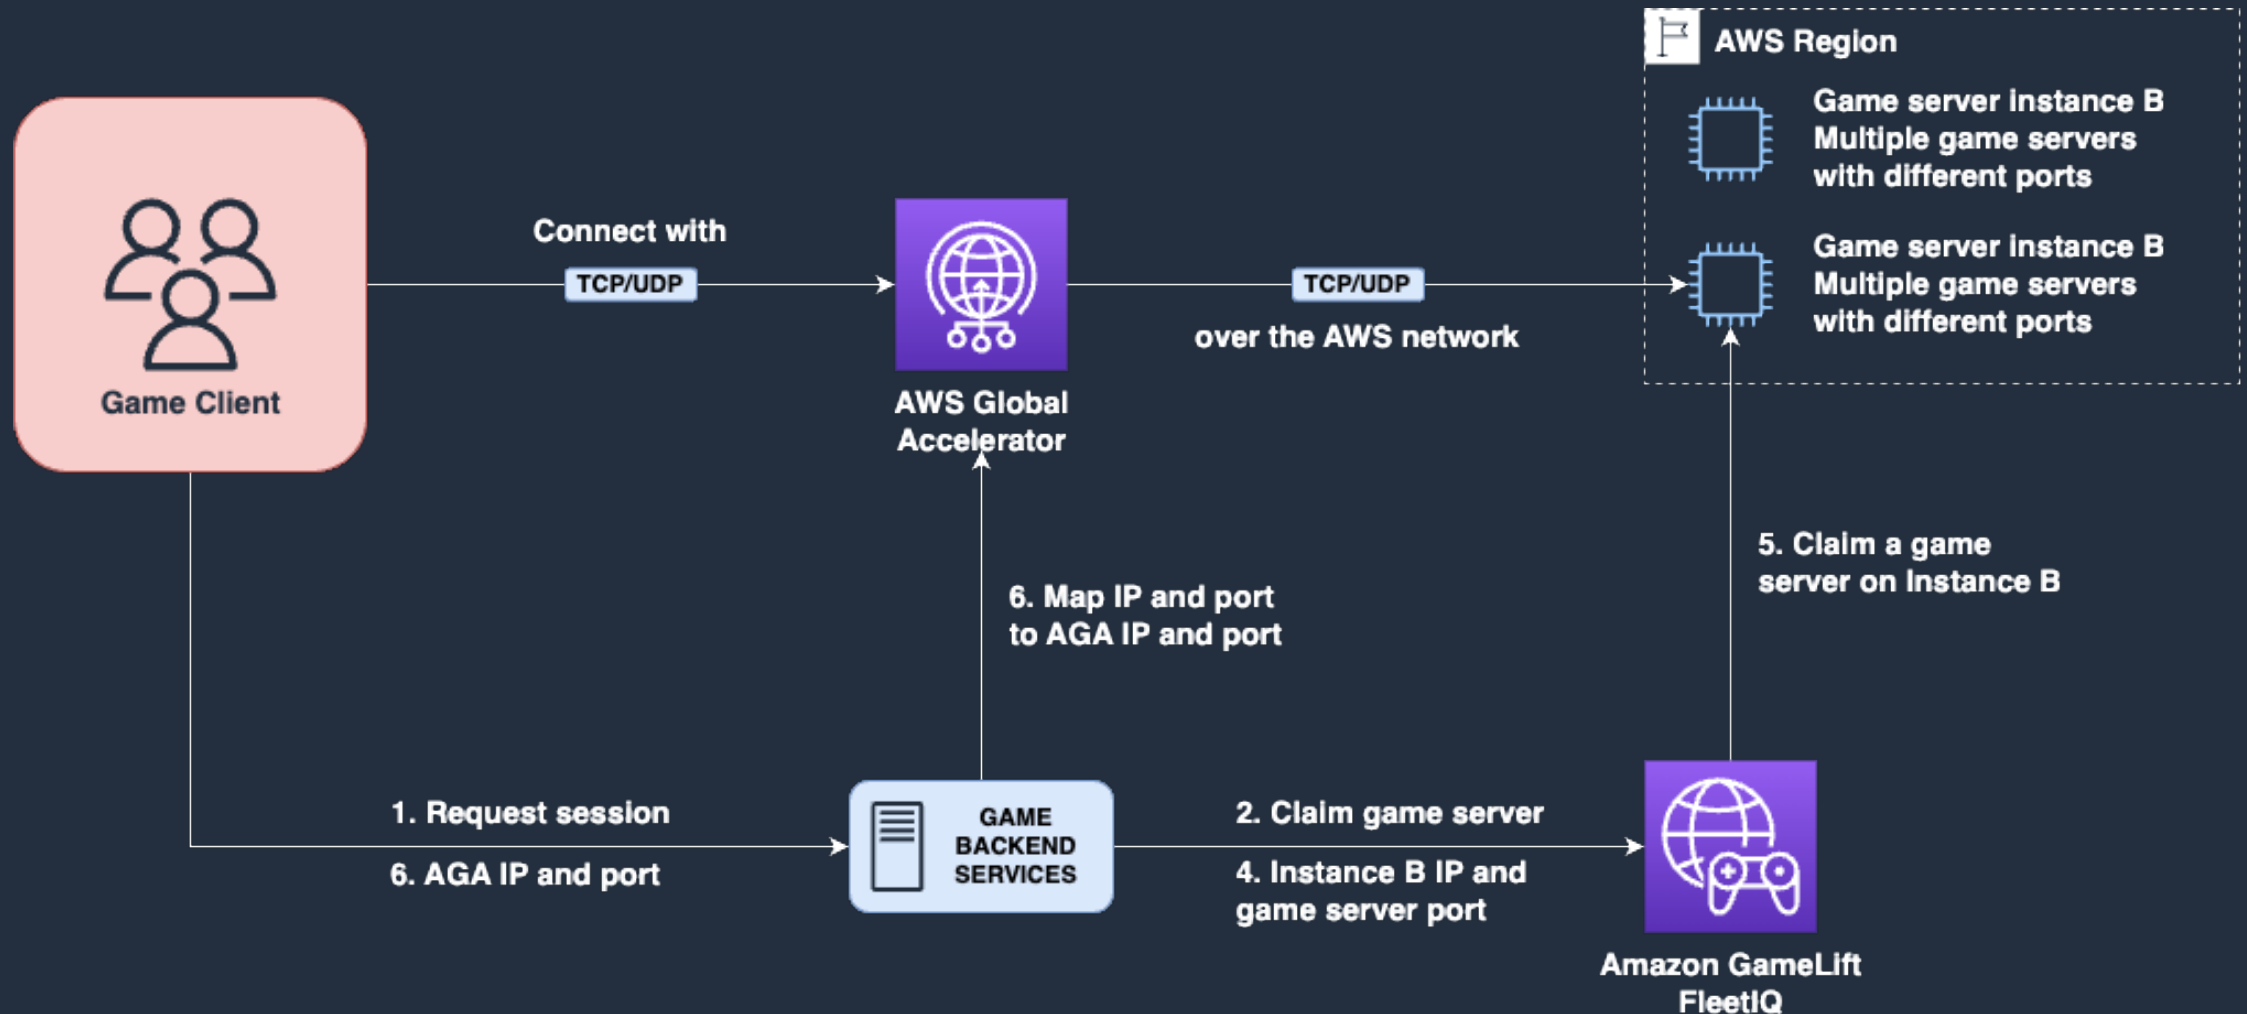 AWS Region
Game server instance B
Multiple game servers
with different ports
Connect with
TCP/UDP
TCP/UDP
over the AWS network
Game server instance B
Multiple game servers
with different ports
Game Client
AWS Global
Accelerator
5. Claim a game
server on Instance B
6. Map IP and port
to AGA IP and port
1. Request session
6. AGA IP and port
GAME
BACKEND
SERVICES
2. Claim game server
4. Instance B IP and
game server port
Amazon GameLift
FleetIQ